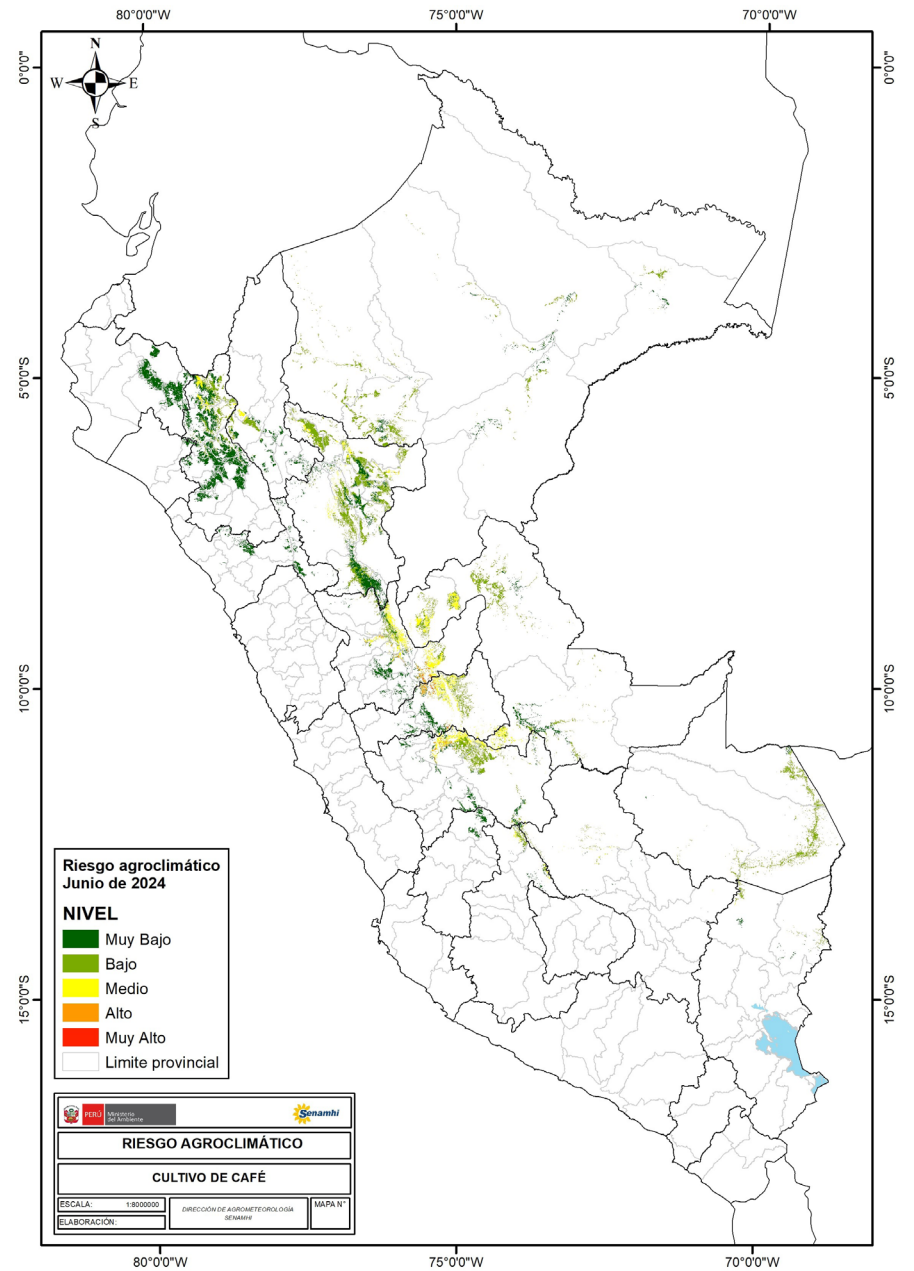 80°0'0"W 75°0'0"W 70°0'0"W
N
W E
S
0°0'0" 0°0'0"
5°0'0"S 5°0'0"S
10°0'0"S 10°0'0"S
15°0'0"S 15°0'0"S
Riesgo agroclimático
Junio de 2024
NIVEL
Muy Bajo
Bajo
Medio
Alto
Muy Alto
Limite provincial
PERÚ Ministerio
del Ambiente
Senamhi
RIESGO AGROCLIMÁTICO
CULTIVO DE CAFÉ
ESCALA: 1:8000000
DIRECCIÓN DE AGROMETEOROLOGÍA
SENAMHI
MAPA N°
ELABORACIÓN:
80°0'0"W 75°0'0"W 70°0'0"W